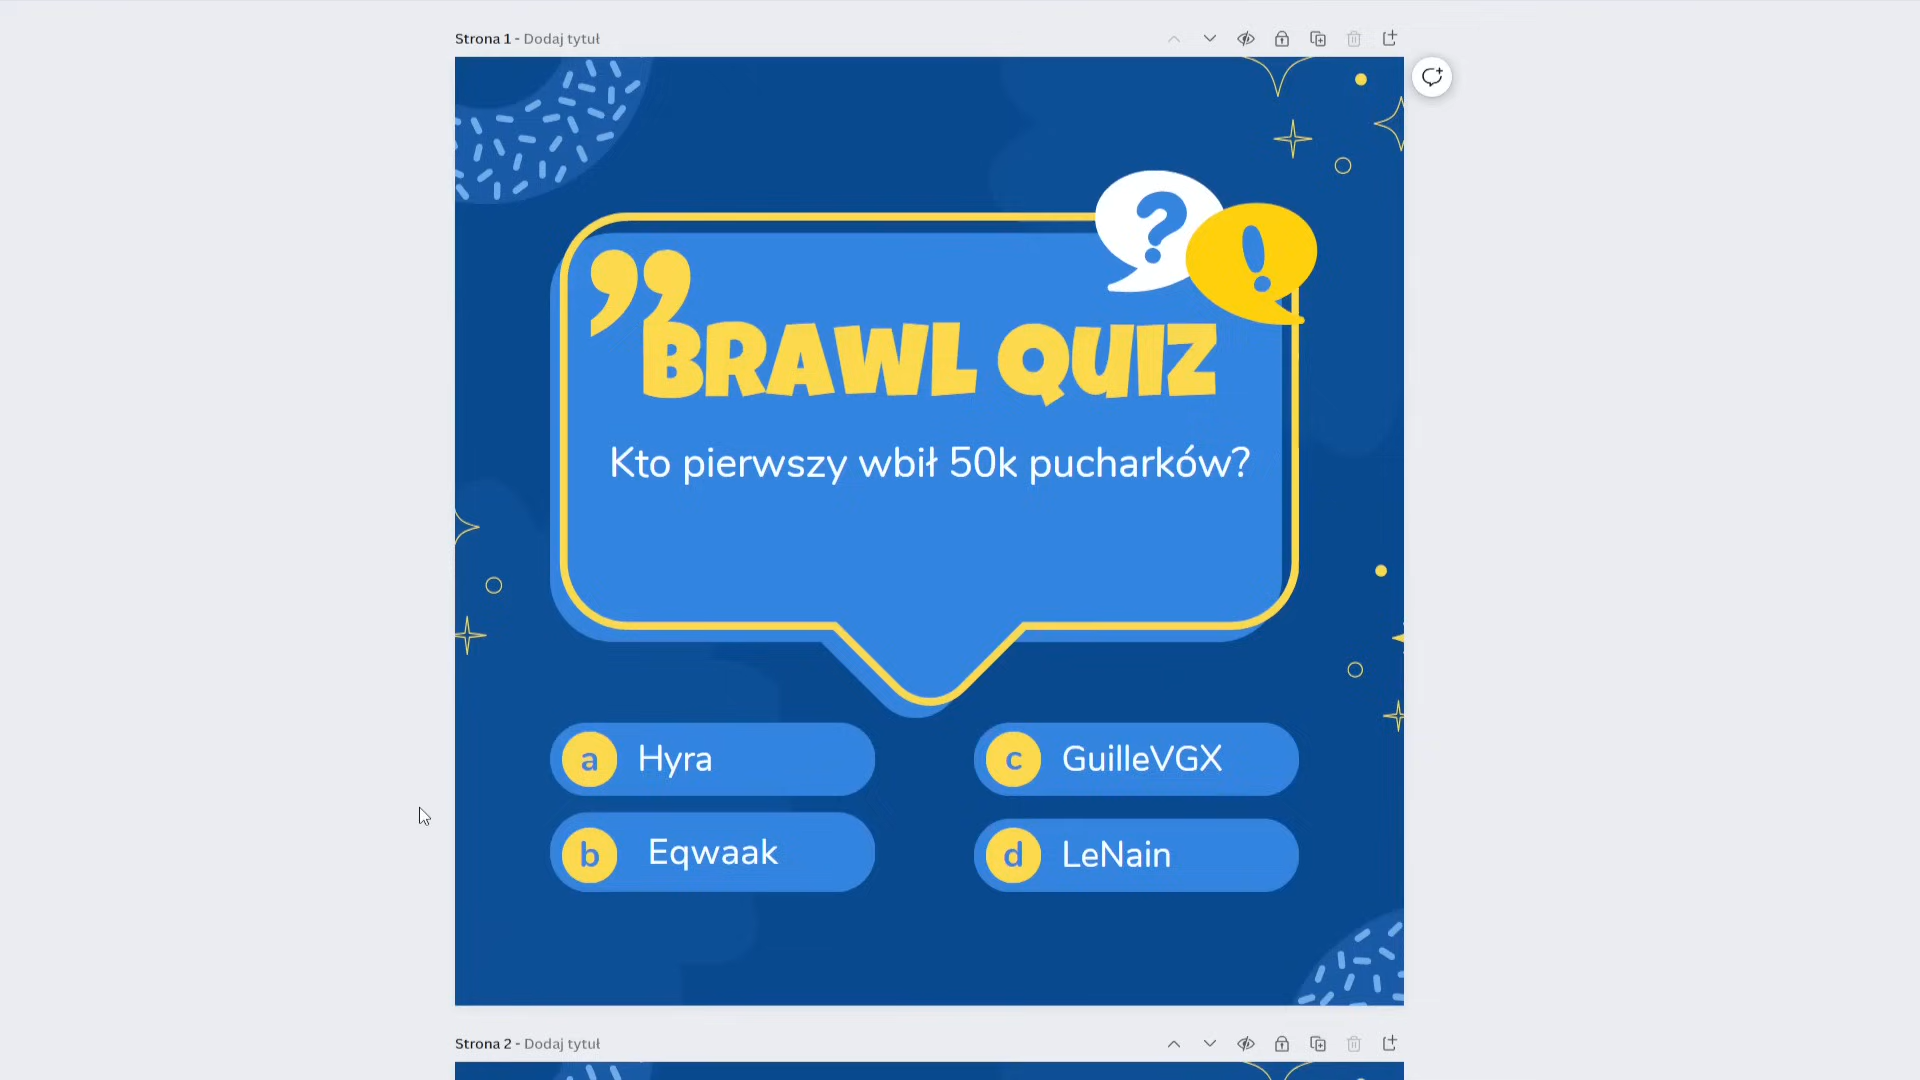 Strona 1 - Dodaj tytuł
BRAWL QUIZ
Kto pierwszy wbił 50k pucharków?
a Hyra
c GuilleVGX
b Eqwaak
d LeNain
Strona 2 - Dodaj tytuł